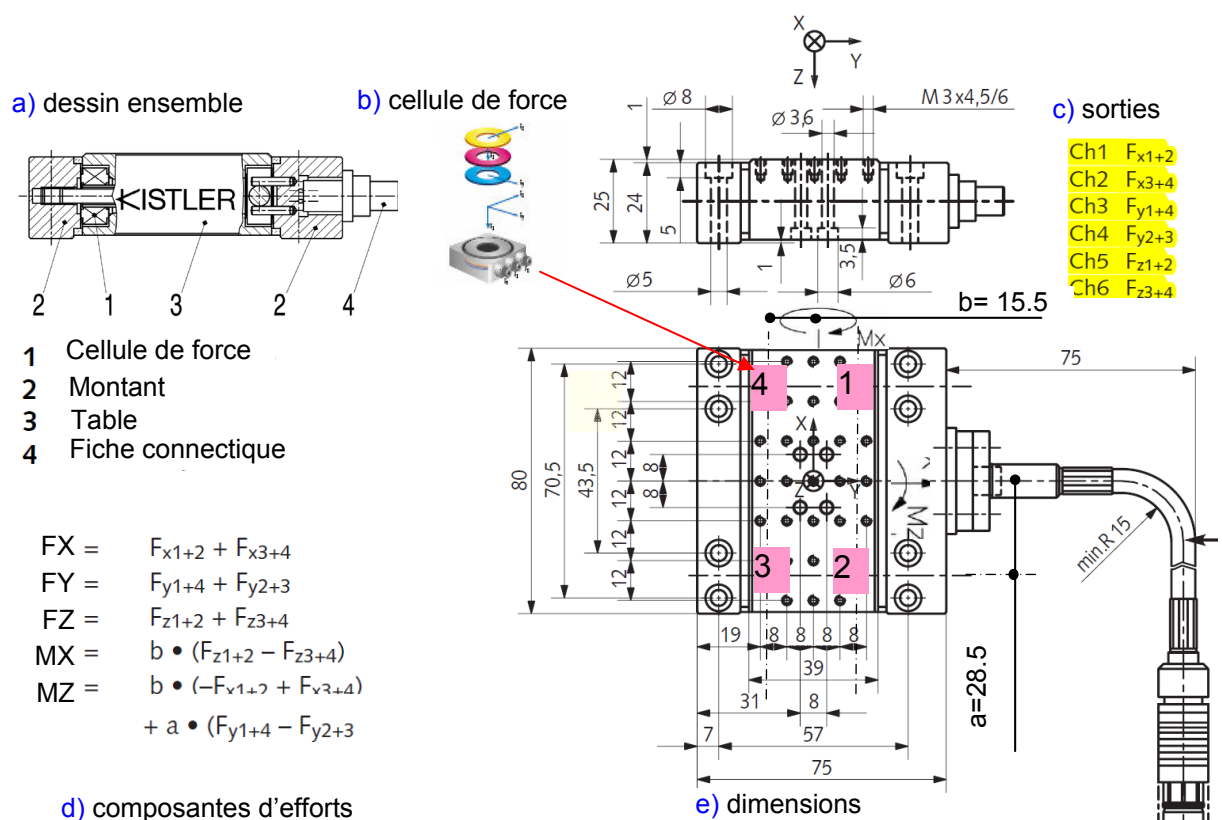 a) dessin ensemble
KISTLER
2 1 3 2 4
1 Cellule de force
2 Montant
3 Table
4 Fiche connectique
b) cellule de force
c) sorties
Ch1 Fx1+2
Ch2 Fx3+4
Ch3 Fy1+4
Ch4 Fy2+3
Ch5 Fz1+2
Ch6 Fz3+4
X
Y
Z
1
Ø 8
Ø 3,6
M 3 x 4,5/6
25
24
5
1
3,5
Ø 5
Ø 6
b= 15.5
Mx
75
4 1
3 2
X
Z Y
Mz
80
70,5
43,5
12
12
12
12
12
12
8
8
min.R 15
19 8 8 8 8
39
31 8
7 57
75
a=28.5
FX = Fx1+2 + Fx3+4
FY = Fy1+4 + Fy2+3
FZ = Fz1+2 + Fz3+4
MX = b • (Fz1+2 – Fz3+4)
MZ = b • (–Fx1+2 + Fx3+4)
+ a • (Fy1+4 – Fy2+3
d) composantes d'efforts
e) dimensions